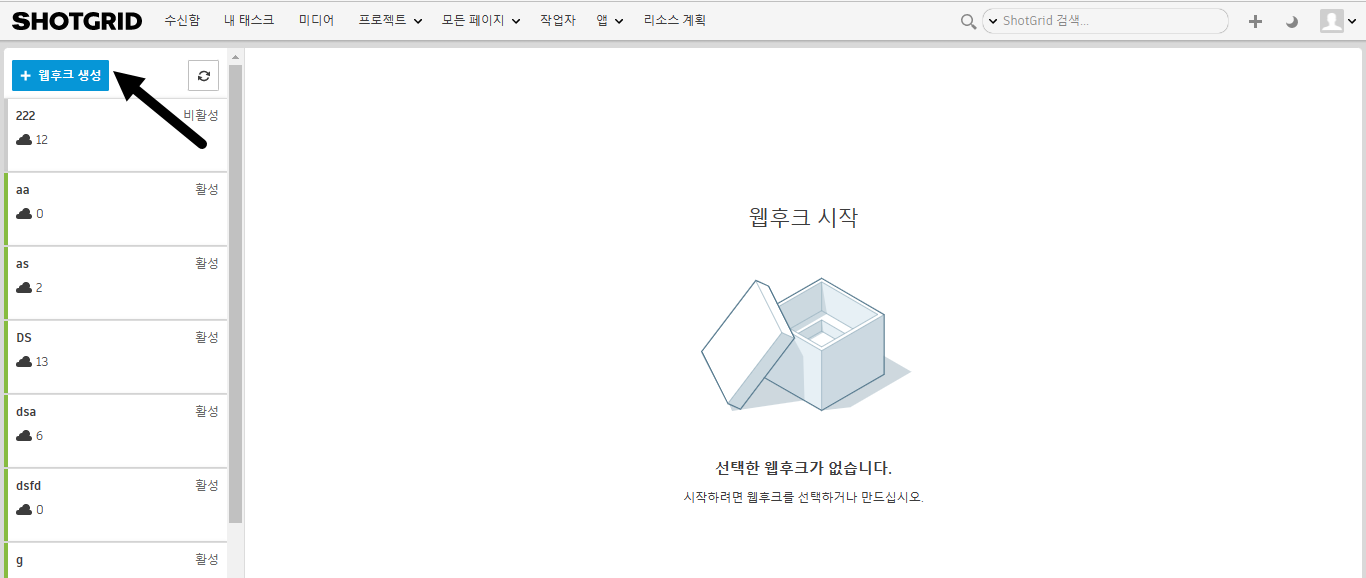 SHOTGRID 수신함 내 태스크 미디어 프로젝트 모든 페이지 작업자 앱 리소스 계획 ShotGrid 검색...
+ 웹후크 생성
222 비활성
12
aa 활성
0
as 활성
2
DS 활성
13
dsa 활성
6
dsfd 활성
0
g 활성
웹후크 시작
선택한 웹후크가 없습니다.
시작하려면 웹후크를 선택하거나 만드십시오.